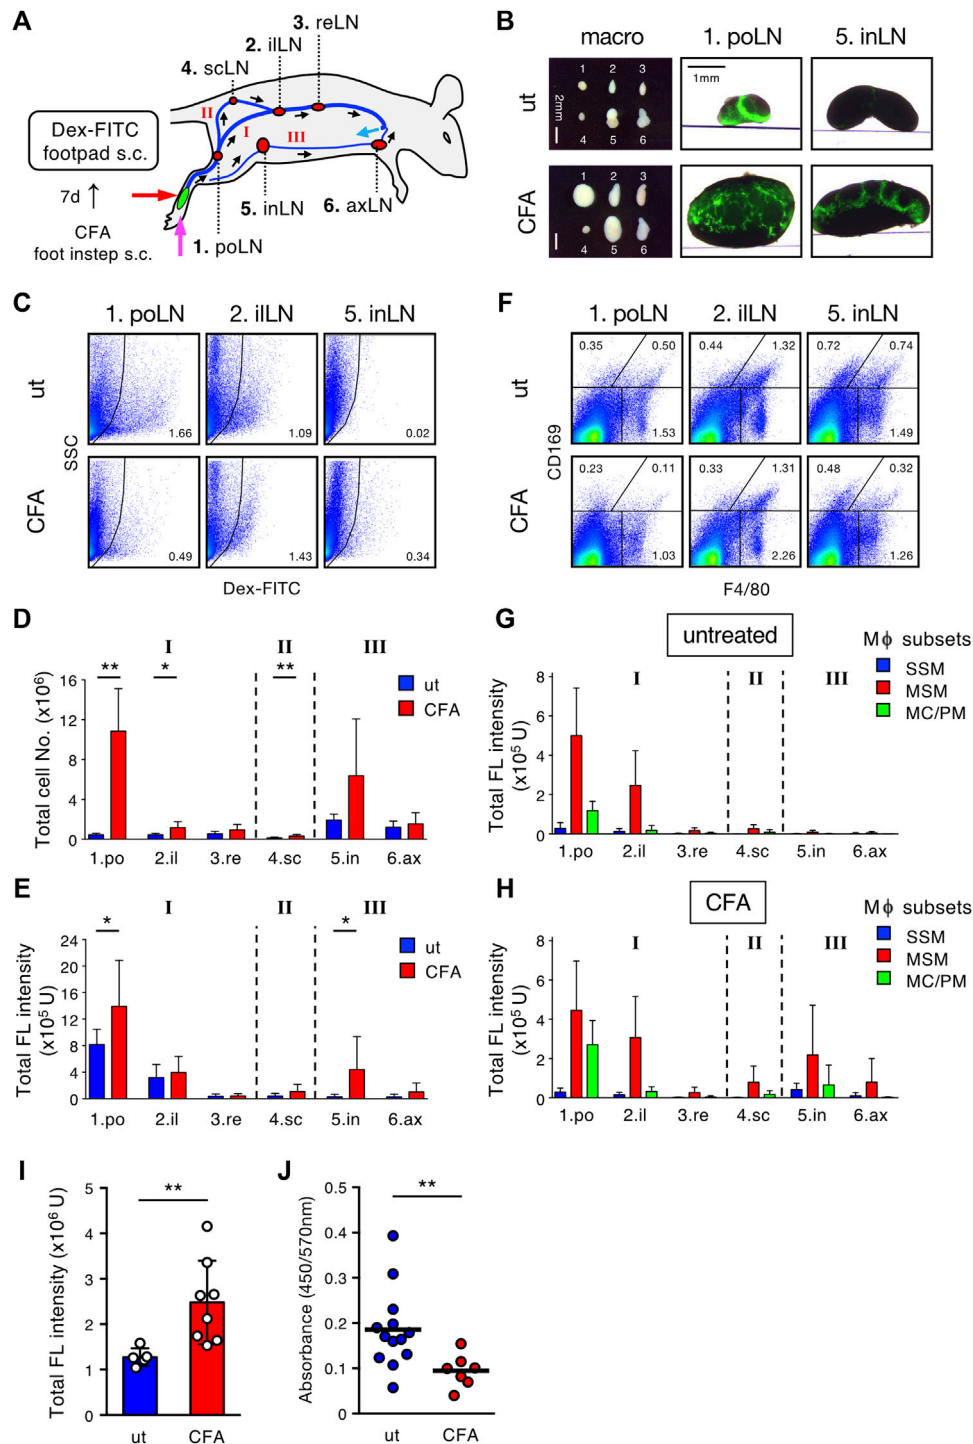 A
3. reLN
2. ilLN
4. scLN
II
I
III
Dex-FITC
footpad s.c.
7d ↑
CFA
foot instep s.c.
5. inLN
6. axLN
1. poLN
B
macro 1. poLN 5. inLN
ut
1 2 3
2mm
4 5 6
1mm
CFA
1 2 3
4 5 6
C
1. poLN 2. ilLN 5. inLN
ut
1.66 1.09 0.02
SSC
CFA
0.49 1.43 0.34
Dex-FITC
F
1. poLN 2. ilLN 5. inLN
ut
0.35 0.50 0.44 1.32 0.72 0.74
1.53 1.49
CD169
CFA
0.23 0.11 0.33 1.31 0.48 0.32
1.03 2.26 1.26
F4/80
D
I II III
** * **
ut
CFA
Total cell No. (x10⁶)
16
12
8
4
0
1.po 2.il 3.re 4.sc 5.in 6.ax
E
I II III
* *
ut
CFA
Total FL intensity
(x10⁵ U)
24
20
16
12
8
4
0
1.po 2.il 3.re 4.sc 5.in 6.ax
G
untreated
Mϕ subsets
SSM
MSM
MC/PM
I II III
Total FL intensity
(x10⁵ U)
8
6
4
2
0
1.po 2.il 3.re 4.sc 5.in 6.ax
H
CFA
Mϕ subsets
SSM
MSM
MC/PM
I II III
Total FL intensity
(x10⁵ U)
8
6
4
2
0
1.po 2.il 3.re 4.sc 5.in 6.ax
I
**
Total FL intensity (x10⁶ U)
5
4
3
2
1
0
ut CFA
J
**
Absorbance (450/570nm)
0.5
0.4
0.3
0.2
0.1
0
ut CFA